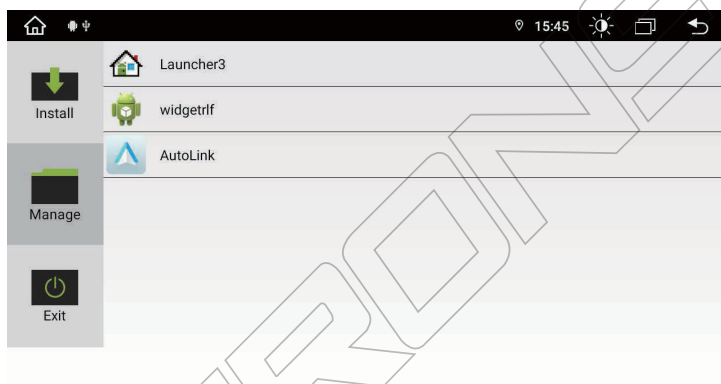 15:45
Launcher3
Install
widgetrlf
AutoLink
Manage
Exit